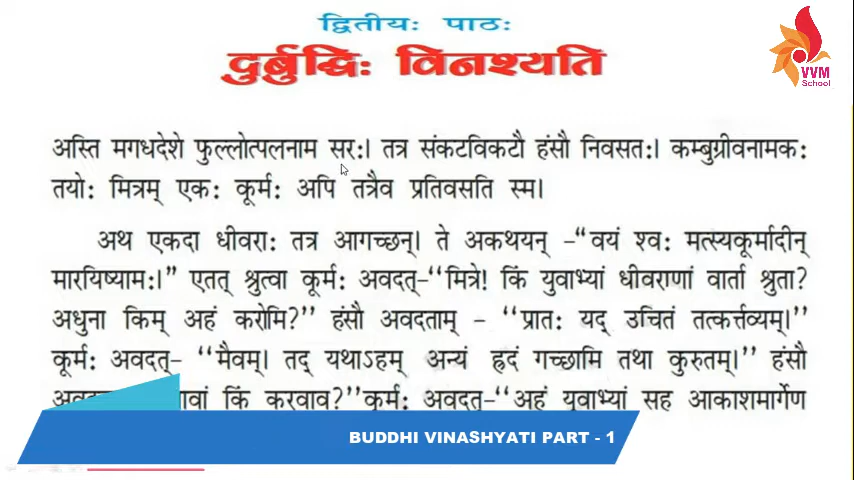 द्वितीयः पाठः
दुर्बुद्धिः विनश्यति
VVM
School
अस्ति मगधदेशे फुल्लोत्पलनाम सरः। तत्र संकटविकटौ हंसौ निवसतः। कम्बुग्रीवनामकः
तयोः मित्रम् एकः कूर्मः अपि तत्रैव प्रतिवसति स्म।
अथ एकदा धीवराः तत्र आगच्छन्। ते अकथयन् –“वयं श्वः मत्स्यकूर्मादीन्
मारयिष्यामः।” एतत् श्रुत्वा कूर्मः अवदत्–“मित्रे! किं युवाभ्यां धीवराणां वार्ता श्रुता?
अधुना किम् अहं करोमि?” हंसौ अवदताम् – “प्रातः यद् उचितं तत्कर्त्तव्यम्।”
कूर्मः अवदत्– “मैवम्। तद् यथाऽहम् अन्यं ह्रदं गच्छामि तथा कुरुतम्।” हंसौ
किं करवाव?” कूर्मः अवदत्–“अहं युवाभ्यां सह आकाशमार्गेण
BUDDHI VINASHYATI PART - 1